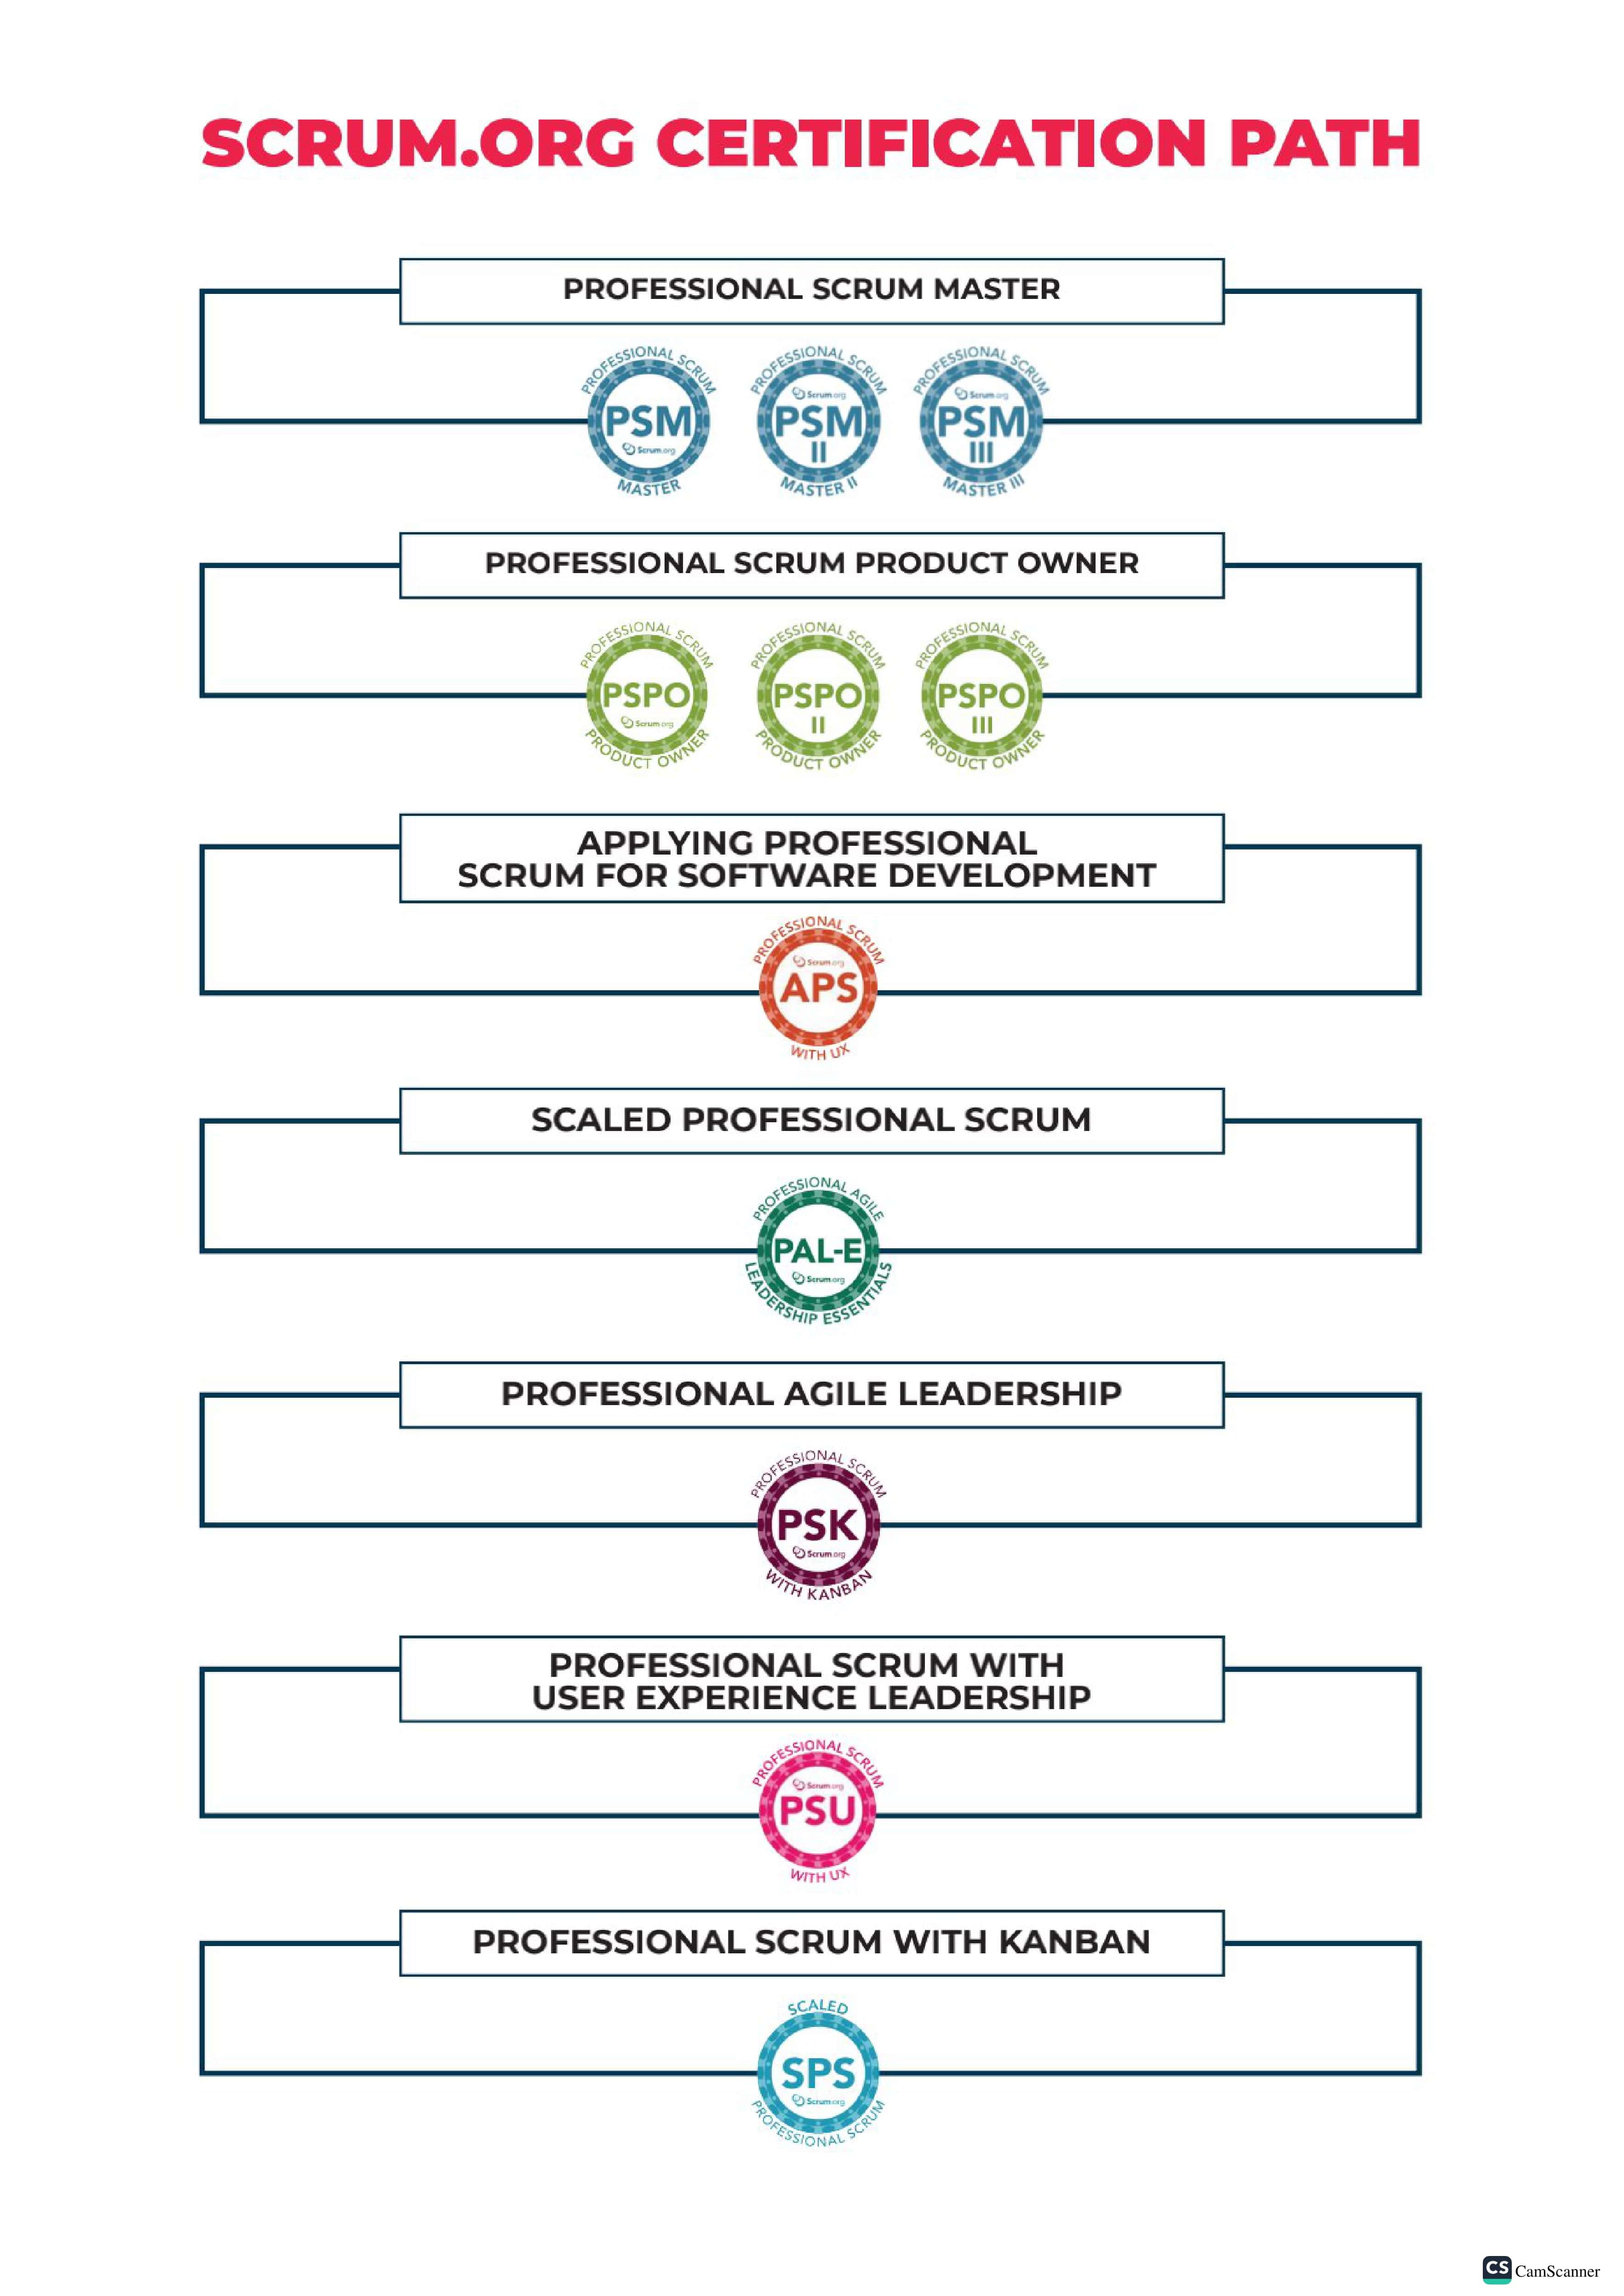 SCRUM.ORG CERTIFICATION PATH
PROFESSIONAL SCRUM MASTER
PROFESSIONAL SCRUM
PSM
Scrum.org
MASTER
PROFESSIONAL SCRUM
Scrum.org
PSM
II
MASTER II
PROFESSIONAL SCRUM
Scrum.org
PSM
III
MASTER III
PROFESSIONAL SCRUM PRODUCT OWNER
PROFESSIONAL SCRUM
PSPO
Scrum.org
PRODUCT OWNER
PROFESSIONAL SCRUM
PSPO
II
PRODUCT OWNER
PROFESSIONAL SCRUM
PSPO
III
PRODUCT OWNER
APPLYING PROFESSIONAL
SCRUM FOR SOFTWARE DEVELOPMENT
PROFESSIONAL SCRUM
Scrum.org
APS
WITH UX
SCALED PROFESSIONAL SCRUM
PROFESSIONAL AGILE
PAL-E
Scrum.org
LEADERSHIP ESSENTIALS
PROFESSIONAL AGILE LEADERSHIP
PROFESSIONAL SCRUM
PSK
Scrum.org
WITH KANBAN
PROFESSIONAL SCRUM WITH
USER EXPERIENCE LEADERSHIP
PROFESSIONAL SCRUM
Scrum.org
PSU
WITH UX
PROFESSIONAL SCRUM WITH KANBAN
SCALED
SPS
Scrum.org
PROFESSIONAL SCRUM
CS CamScanner